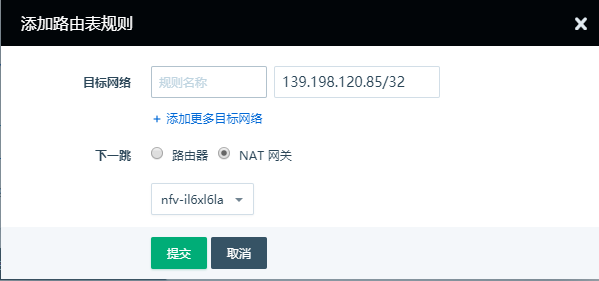 添加路由表规则
目标网络 规则名称 139.198.120.85/32
+ 添加更多目标网络
下一跳 路由器 NAT 网关
nfv-il6xl6la
提交 取消